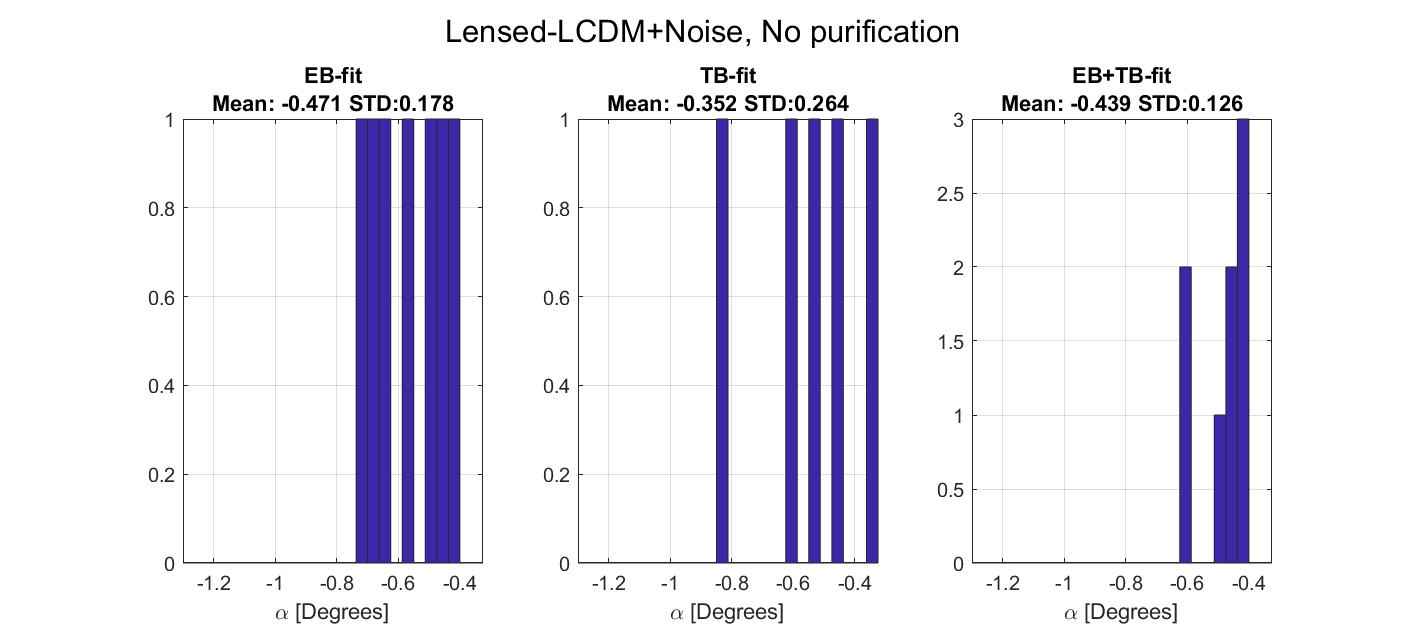 Lensed-LCDM+Noise, No purification
EB-fit
Mean: -0.471 STD:0.178
1
0.8
0.6
0.4
0.2
0
-1.2 -1 -0.8 -0.6 -0.4
α [Degrees]
TB-fit
Mean: -0.352 STD:0.264
1
0.8
0.6
0.4
0.2
0
-1.2 -1 -0.8 -0.6 -0.4
α [Degrees]
EB+TB-fit
Mean: -0.439 STD:0.126
3
2.5
2
1.5
1
0.5
0
-1.2 -1 -0.8 -0.6 -0.4
α [Degrees]